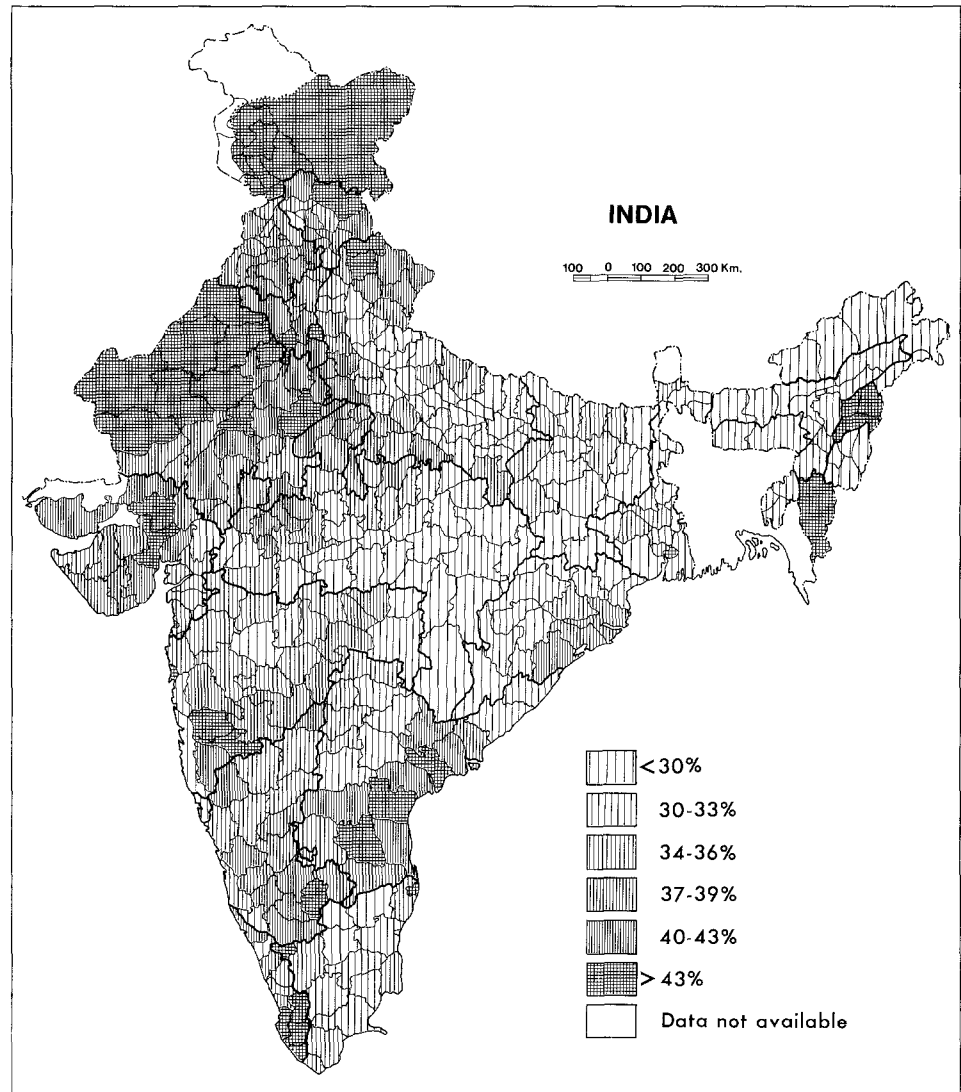 INDIA
100 0 100 200 300 Km.
<30%
30-33%
34-36%
37-39%
40-43%
> 43%
Data not available